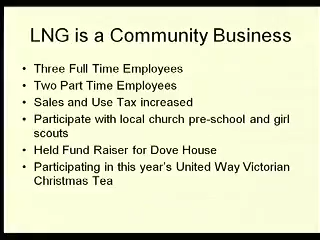 LNG is a Community Business
• Three Full Time Employees
• Two Part Time Employees
• Sales and Use Tax increased
• Participate with local church pre-school and girl
scouts
• Held Fund Raiser for Dove House
• Participating in this year's United Way Victorian
Christmas Tea